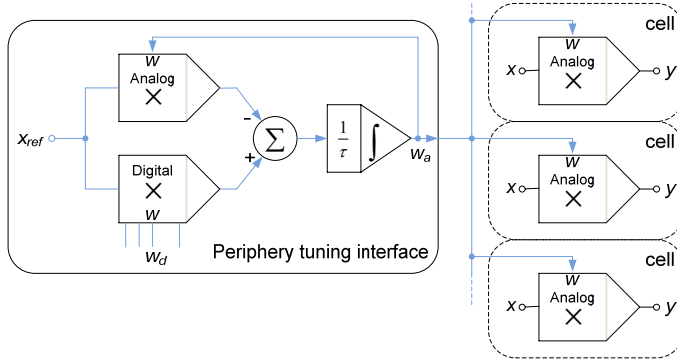 w
Analog
×
x_ref
-
+
Σ
1/τ
∫
w_a
Digital
×
w
w_d
Periphery tuning interface
cell
w
Analog
×
x
y
cell
w
Analog
×
x
y
cell
w
Analog
×
x
y